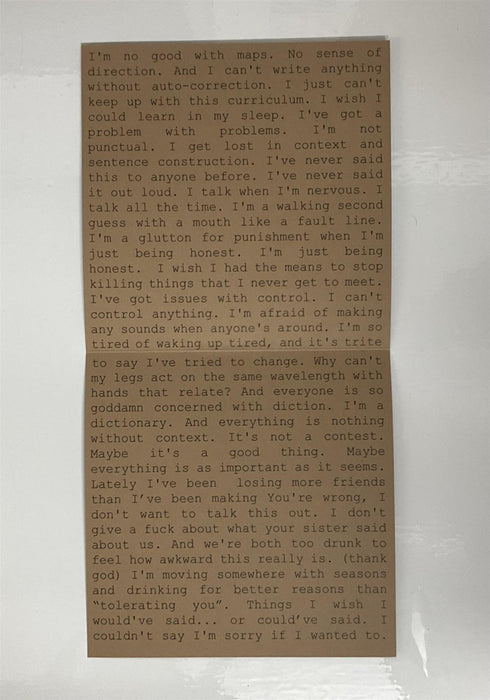 I'm no good with maps. No sense of
direction. And I can't write anything
without auto-correction. I just can't
keep up with this curriculum. I wish I
could learn in my sleep. I've got a
problem with problems. I'm not
punctual. I get lost in context and
sentence construction. I've never said
this to anyone before. I've never said
it out loud. I talk when I'm nervous. I
talk all the time. I'm a walking second
guess with a mouth like a fault line.
I'm a glutton for punishment when I'm
just being honest. I'm just being
honest. I wish I had the means to stop
killing things that I never get to meet.
I've got issues with control. I can't
control anything. I'm afraid of making
any sounds when anyone's around. I'm so
tired of waking up tired, and it's trite
to say I've tried to change. Why can't
my legs act on the same wavelength with
hands that relate? And everyone is so
goddamn concerned with diction. I'm a
dictionary. And everything is nothing
without context. It's not a contest.
Maybe it's a good thing. Maybe
everything is as important as it seems.
Lately I've been losing more friends
than I’ve been making You're wrong, I
don't want to talk this out. I don't
give a fuck about what your sister said
about us. And we're both too drunk to
feel how awkward this really is. (thank
god) I'm moving somewhere with seasons
and drinking for better reasons than
“tolerating you”. Things I wish I
would've said... or could’ve said. I
couldn't say I'm sorry if I wanted to.